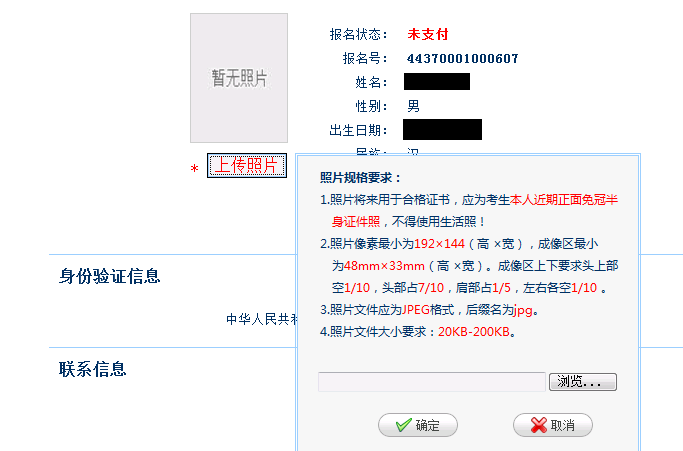 暂无照片
* 上传照片
报名状态： 未支付
报名号： 44370001000607
姓名：
性别： 男
出生日期：
民族： 汉
照片规格要求：
1.照片将来用于合格证书，应为考生本人近期正面免冠半
身证件照，不得使用生活照！
2.照片像素最小为192×144（高 ×宽），成像区最小
为48mm×33mm（高 ×宽）。成像区上下要求头上部
空1/10，头部占7/10，肩部占1/5，左右各空1/10 。
3.照片文件应为JPEG格式，后缀名为jpg。
4.照片文件大小要求：20KB-200KB。
浏览...
确定
取消
身份验证信息
中华人民共和
联系信息